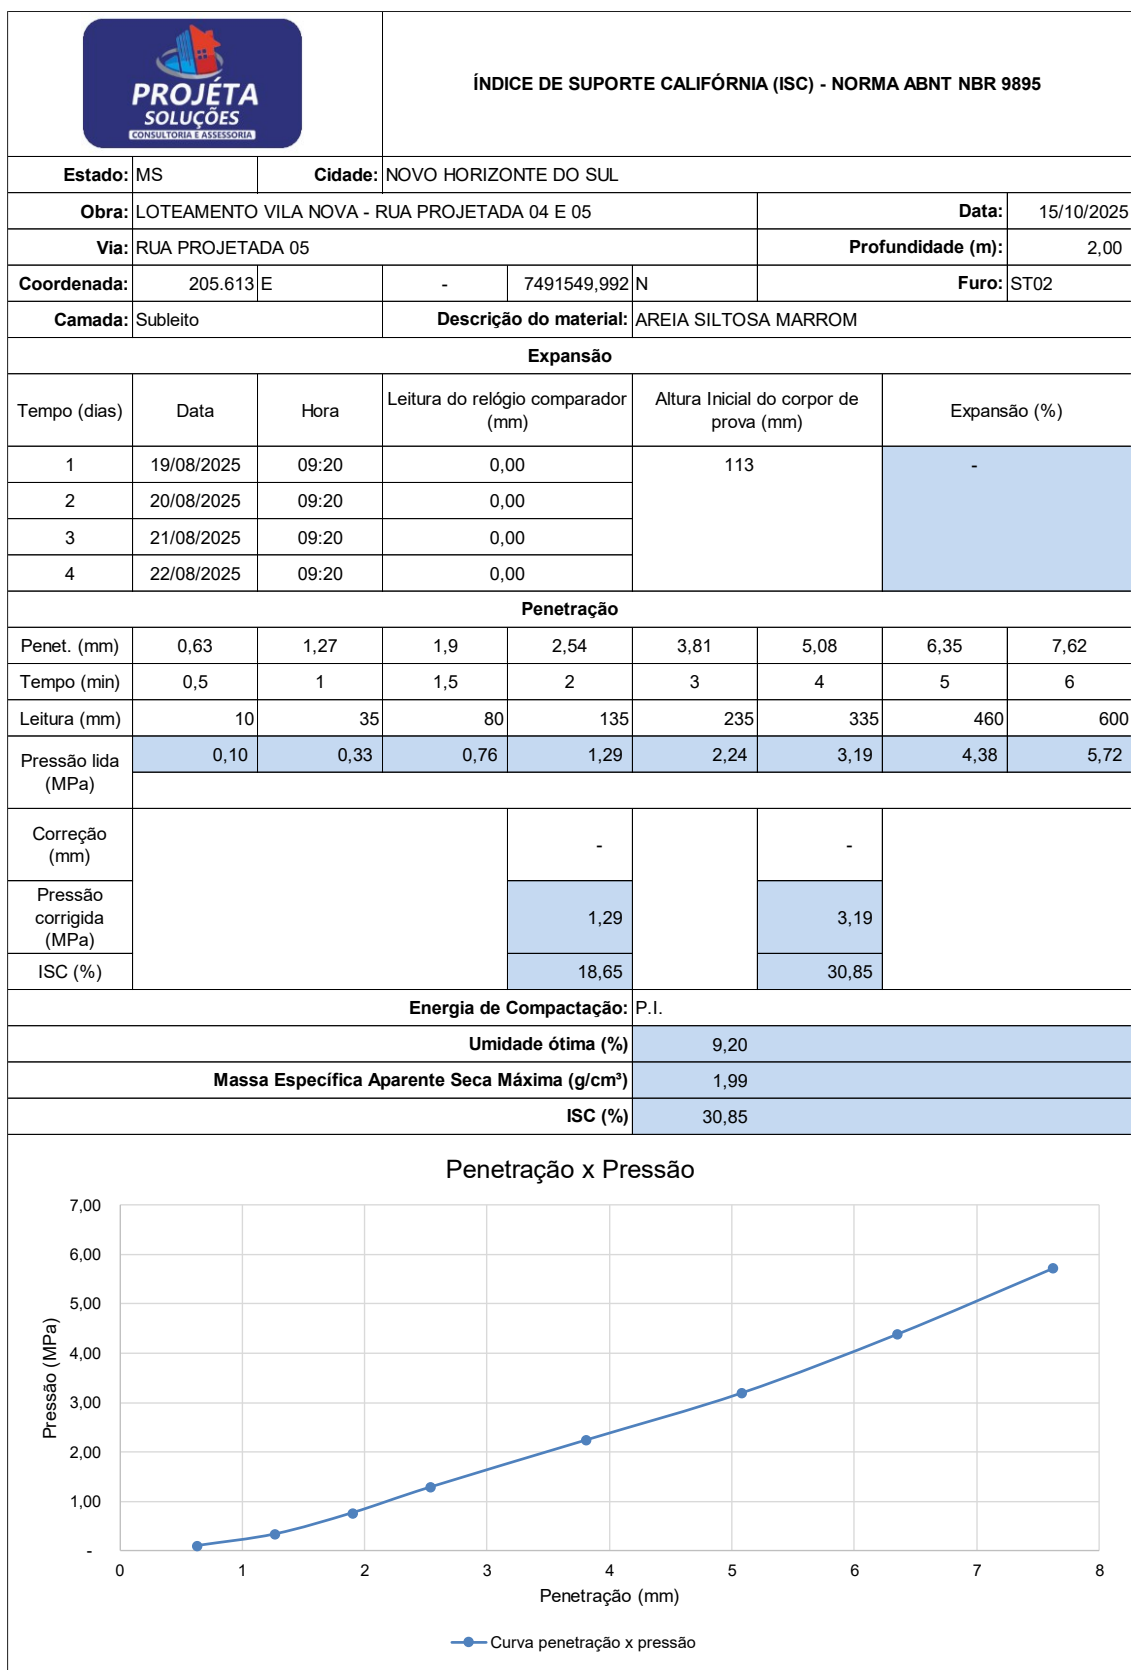 PROJÉTA
SOLUÇÕES
CONSULTORIA E ASSESSORIA
ÍNDICE DE SUPORTE CALIFÓRNIA (ISC) - NORMA ABNT NBR 9895
Estado: MS Cidade: NOVO HORIZONTE DO SUL
Obra: LOTEAMENTO VILA NOVA - RUA PROJETADA 04 E 05 Data: 15/10/2025
Via: RUA PROJETADA 05 Profundidade (m): 2,00
Coordenada: 205.613 E - 7491549,992 N Furo: ST02
Camada: Subleito Descrição do material: AREIA SILTOSA MARROM
Expansão
Tempo (dias) Data Hora Leitura do relógio comparador (mm) Altura Inicial do corpor de prova (mm) Expansão (%)
1 19/08/2025 09:20 0,00 113 -
2 20/08/2025 09:20 0,00
3 21/08/2025 09:20 0,00
4 22/08/2025 09:20 0,00
Penetração
Penet. (mm) 0,63 1,27 1,9 2,54 3,81 5,08 6,35 7,62
Tempo (min) 0,5 1 1,5 2 3 4 5 6
Leitura (mm) 10 35 80 135 235 335 460 600
Pressão lida (MPa) 0,10 0,33 0,76 1,29 2,24 3,19 4,38 5,72
Correção (mm) - -
Pressão corrigida (MPa) 1,29 3,19
ISC (%) 18,65 30,85
Energia de Compactação: P.I.
Umidade ótima (%) 9,20
Massa Específica Aparente Seca Máxima (g/cm³) 1,99
ISC (%) 30,85
Penetração x Pressão
7,00
6,00
5,00
4,00
3,00
2,00
1,00
-
Pressão (MPa)
0 1 2 3 4 5 6 7 8
Penetração (mm)
Curva penetração x pressão